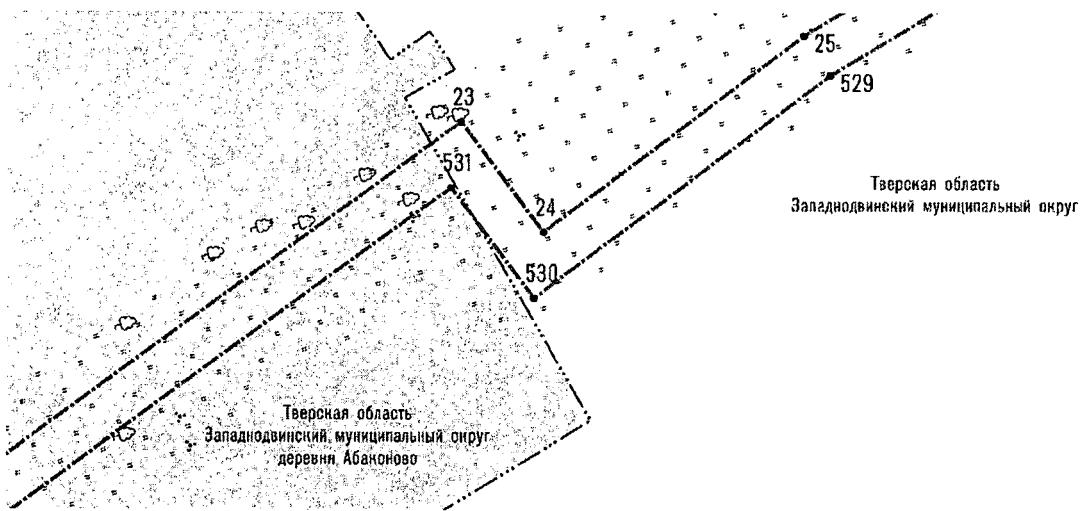 25
529
23
531
Тверская область
Западнодвинский муниципальный округ
24
530
Тверская область
Западнодвинский муниципальный округ
деревня Абаконово